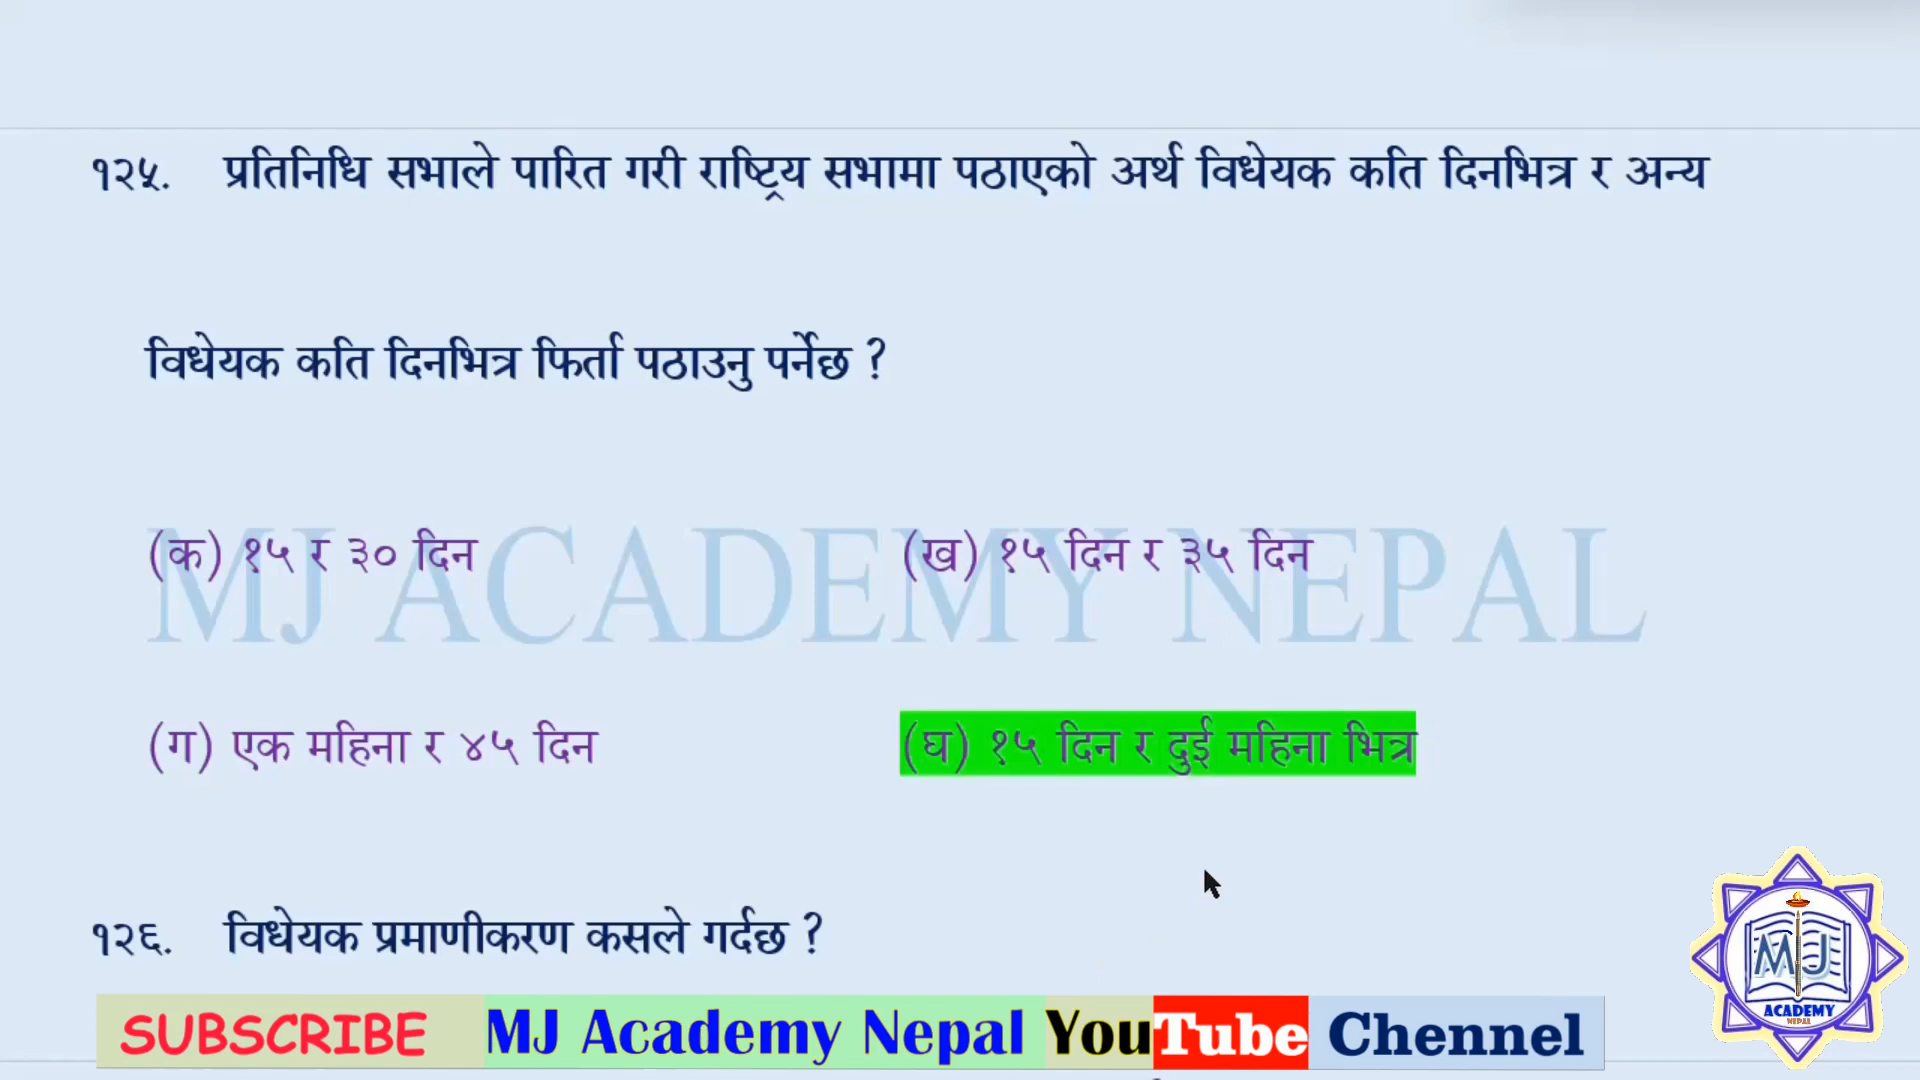 १२५. प्रतिनिधि सभाले पारित गरी राष्ट्रिय सभामा पठाएको अर्थ विधेयक कति दिनभित्र र अन्य
विधेयक कति दिनभित्र फिर्ता पठाउनु पर्नेछ ?
(क) १५ र ३० दिन (ख) १५ दिन र ३५ दिन
MJ ACADEMY NEPAL
(ग) एक महिना र ४५ दिन (घ) १५ दिन र दुई महिना भित्र
१२६. विधेयक प्रमाणीकरण कसले गर्दछ ?
MJ
ACADEMY
NEPAL
SUBSCRIBE MJ Academy Nepal YouTube Chennel